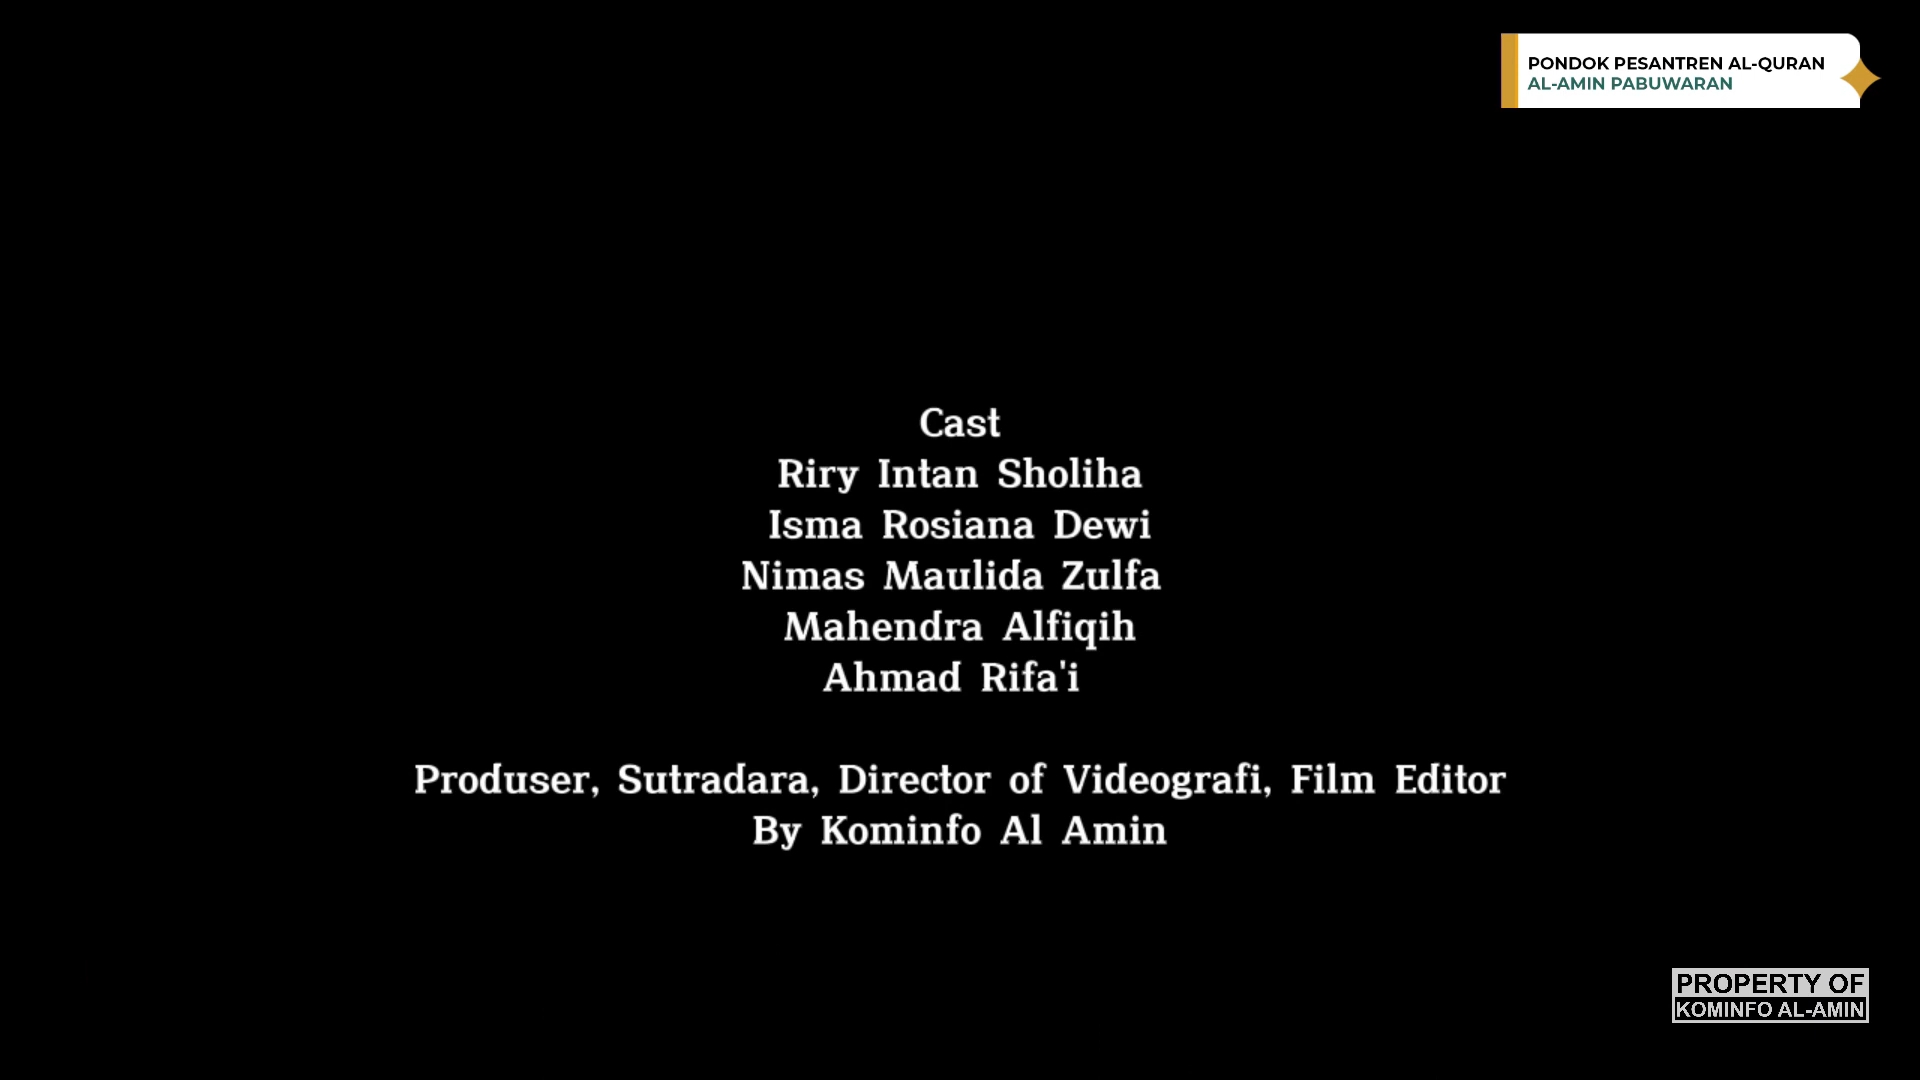 PONDOK PESANTREN AL-QURAN
AL-AMIN PABUWARAN
Cast
Riry Intan Sholiha
Isma Rosiana Dewi
Nimas Maulida Zulfa
Mahendra Alfiqih
Ahmad Rifa'i
Produser, Sutradara, Director of Videografi, Film Editor
By Kominfo Al Amin
PROPERTY OF
KOMINFO AL-AMIN